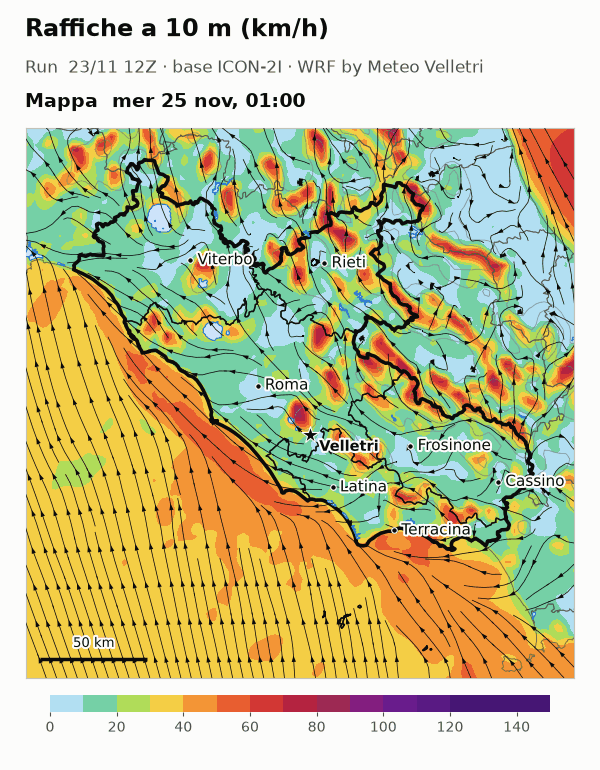 Raffiche a 10 m (km/h)
Run  23/11 12Z · base ICON-2I · WRF by Meteo Velletri
Mappa  mer 25 nov, 01:00
Viterbo
Rieti
Roma
Velletri
Frosinone
Latina
Cassino
Terracina
50 km
0 20 40 60 80 100 120 140